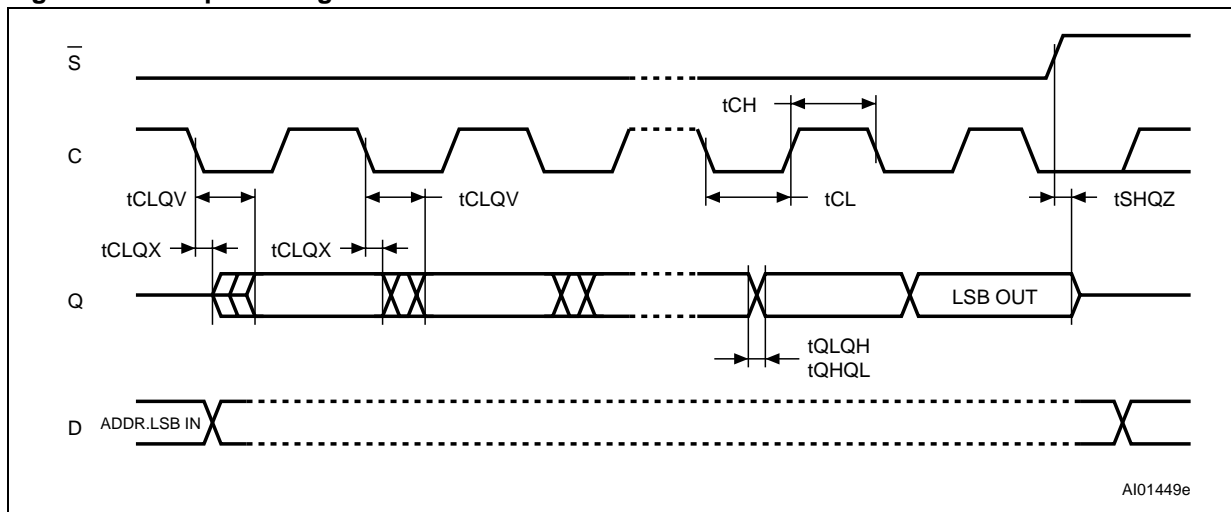 S
tCH
C
tCLQV
tCLQV
tCL
tSHQZ
tCLQX
tCLQX
Q
LSB OUT
tQLQH
tQHQL
D
ADDR.LSB IN
AI01449e